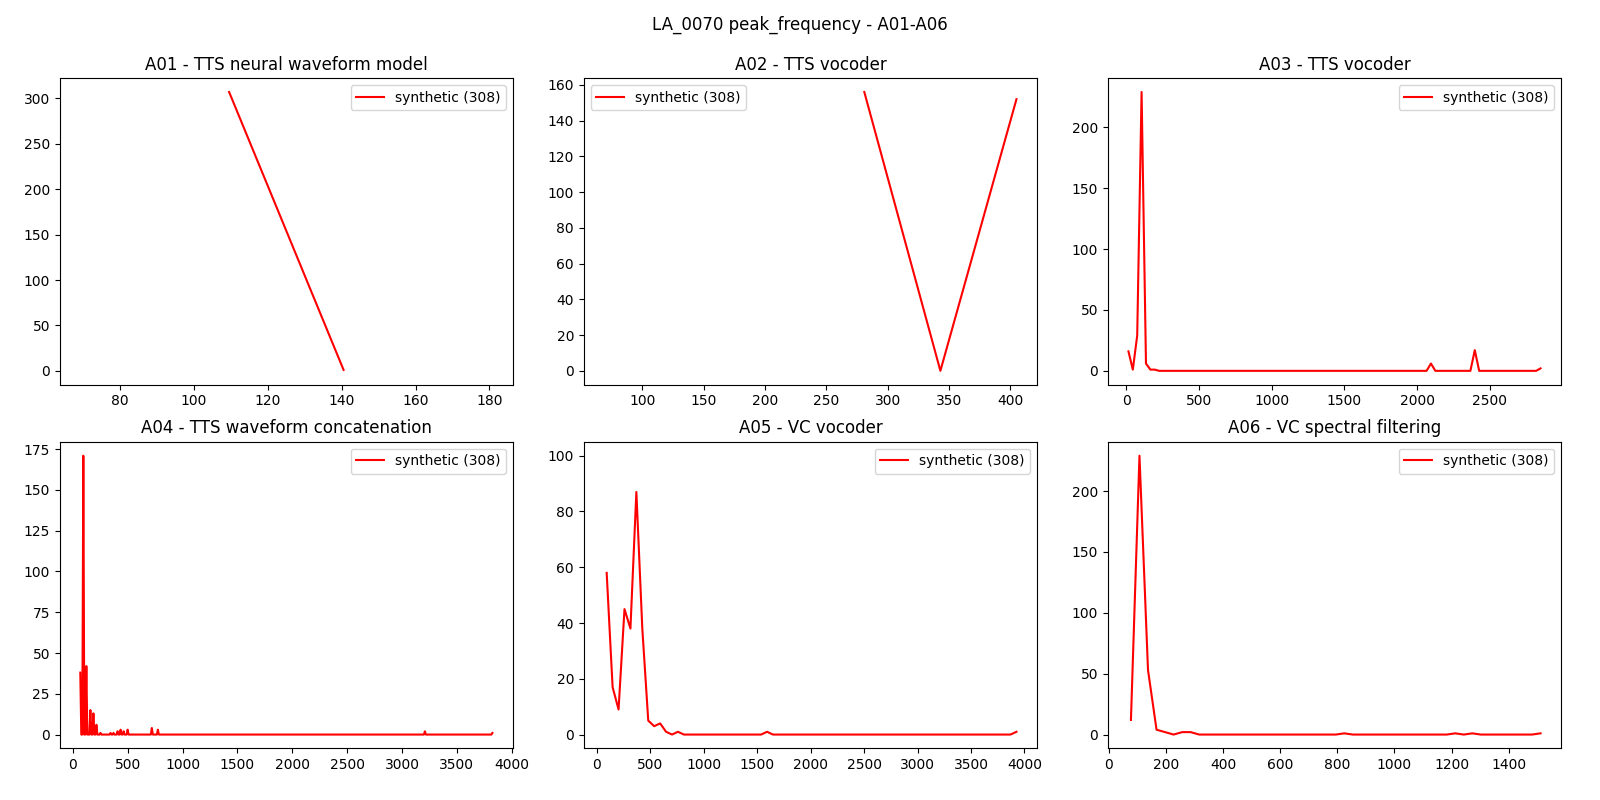 LA_0070 peak_frequency - A01-A06
A01 - TTS neural waveform model
synthetic (308)
300
250
200
150
100
50
0
80 100 120 140 160 180
A02 - TTS vocoder
synthetic (308)
160
140
120
100
80
60
40
20
0
100 150 200 250 300 350 400
A03 - TTS vocoder
synthetic (308)
200
150
100
50
0
0 500 1000 1500 2000 2500
A04 - TTS waveform concatenation
synthetic (308)
175
150
125
100
75
50
25
0
0 500 1000 1500 2000 2500 3000 3500 4000
A05 - VC vocoder
synthetic (308)
100
80
60
40
20
0
0 500 1000 1500 2000 2500 3000 3500 4000
A06 - VC spectral filtering
synthetic (308)
200
150
100
50
0
0 200 400 600 800 1000 1200 1400